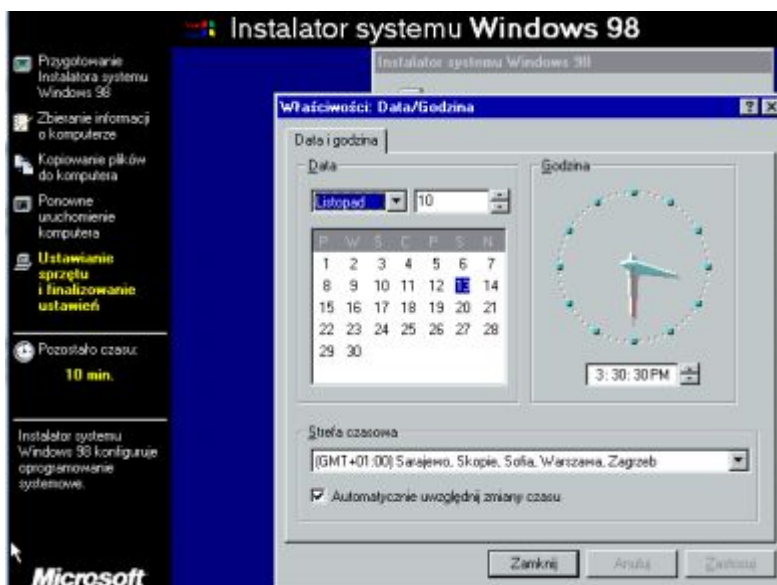 Instalator systemu Windows 98
Przygotowanie
Instalatora systemu
Windows 98
Zbieranie informacji
o komputerze
Kopiowanie plików
do komputera
Ponowne
uruchomienie
komputera
Ustawianie
sprzętu
i finalizowanie
ustawień
Pozostało czasu:
10 min.
Instalator systemu
Windows 98 konfiguruje
oprogramowanie
systemowe.
Microsoft
Instalator systemu Windows 98
Właściwości: Data/Godzina
Data i godzina
Data
Listopad 10
P W Ś C P S N
1 2 3 4 5 6 7
8 9 10 11 12 13 14
15 16 17 18 19 20 21
22 23 24 25 26 27 28
29 30
Godzina
3:30:30PM
Strefa czasowa
(GMT+01:00) Sarajewo, Skopie, Sofia, Warszawa, Zagrzeb
Automatycznie uwzględnij zmiany czasu
Zamknij Anuluj Zastosuj